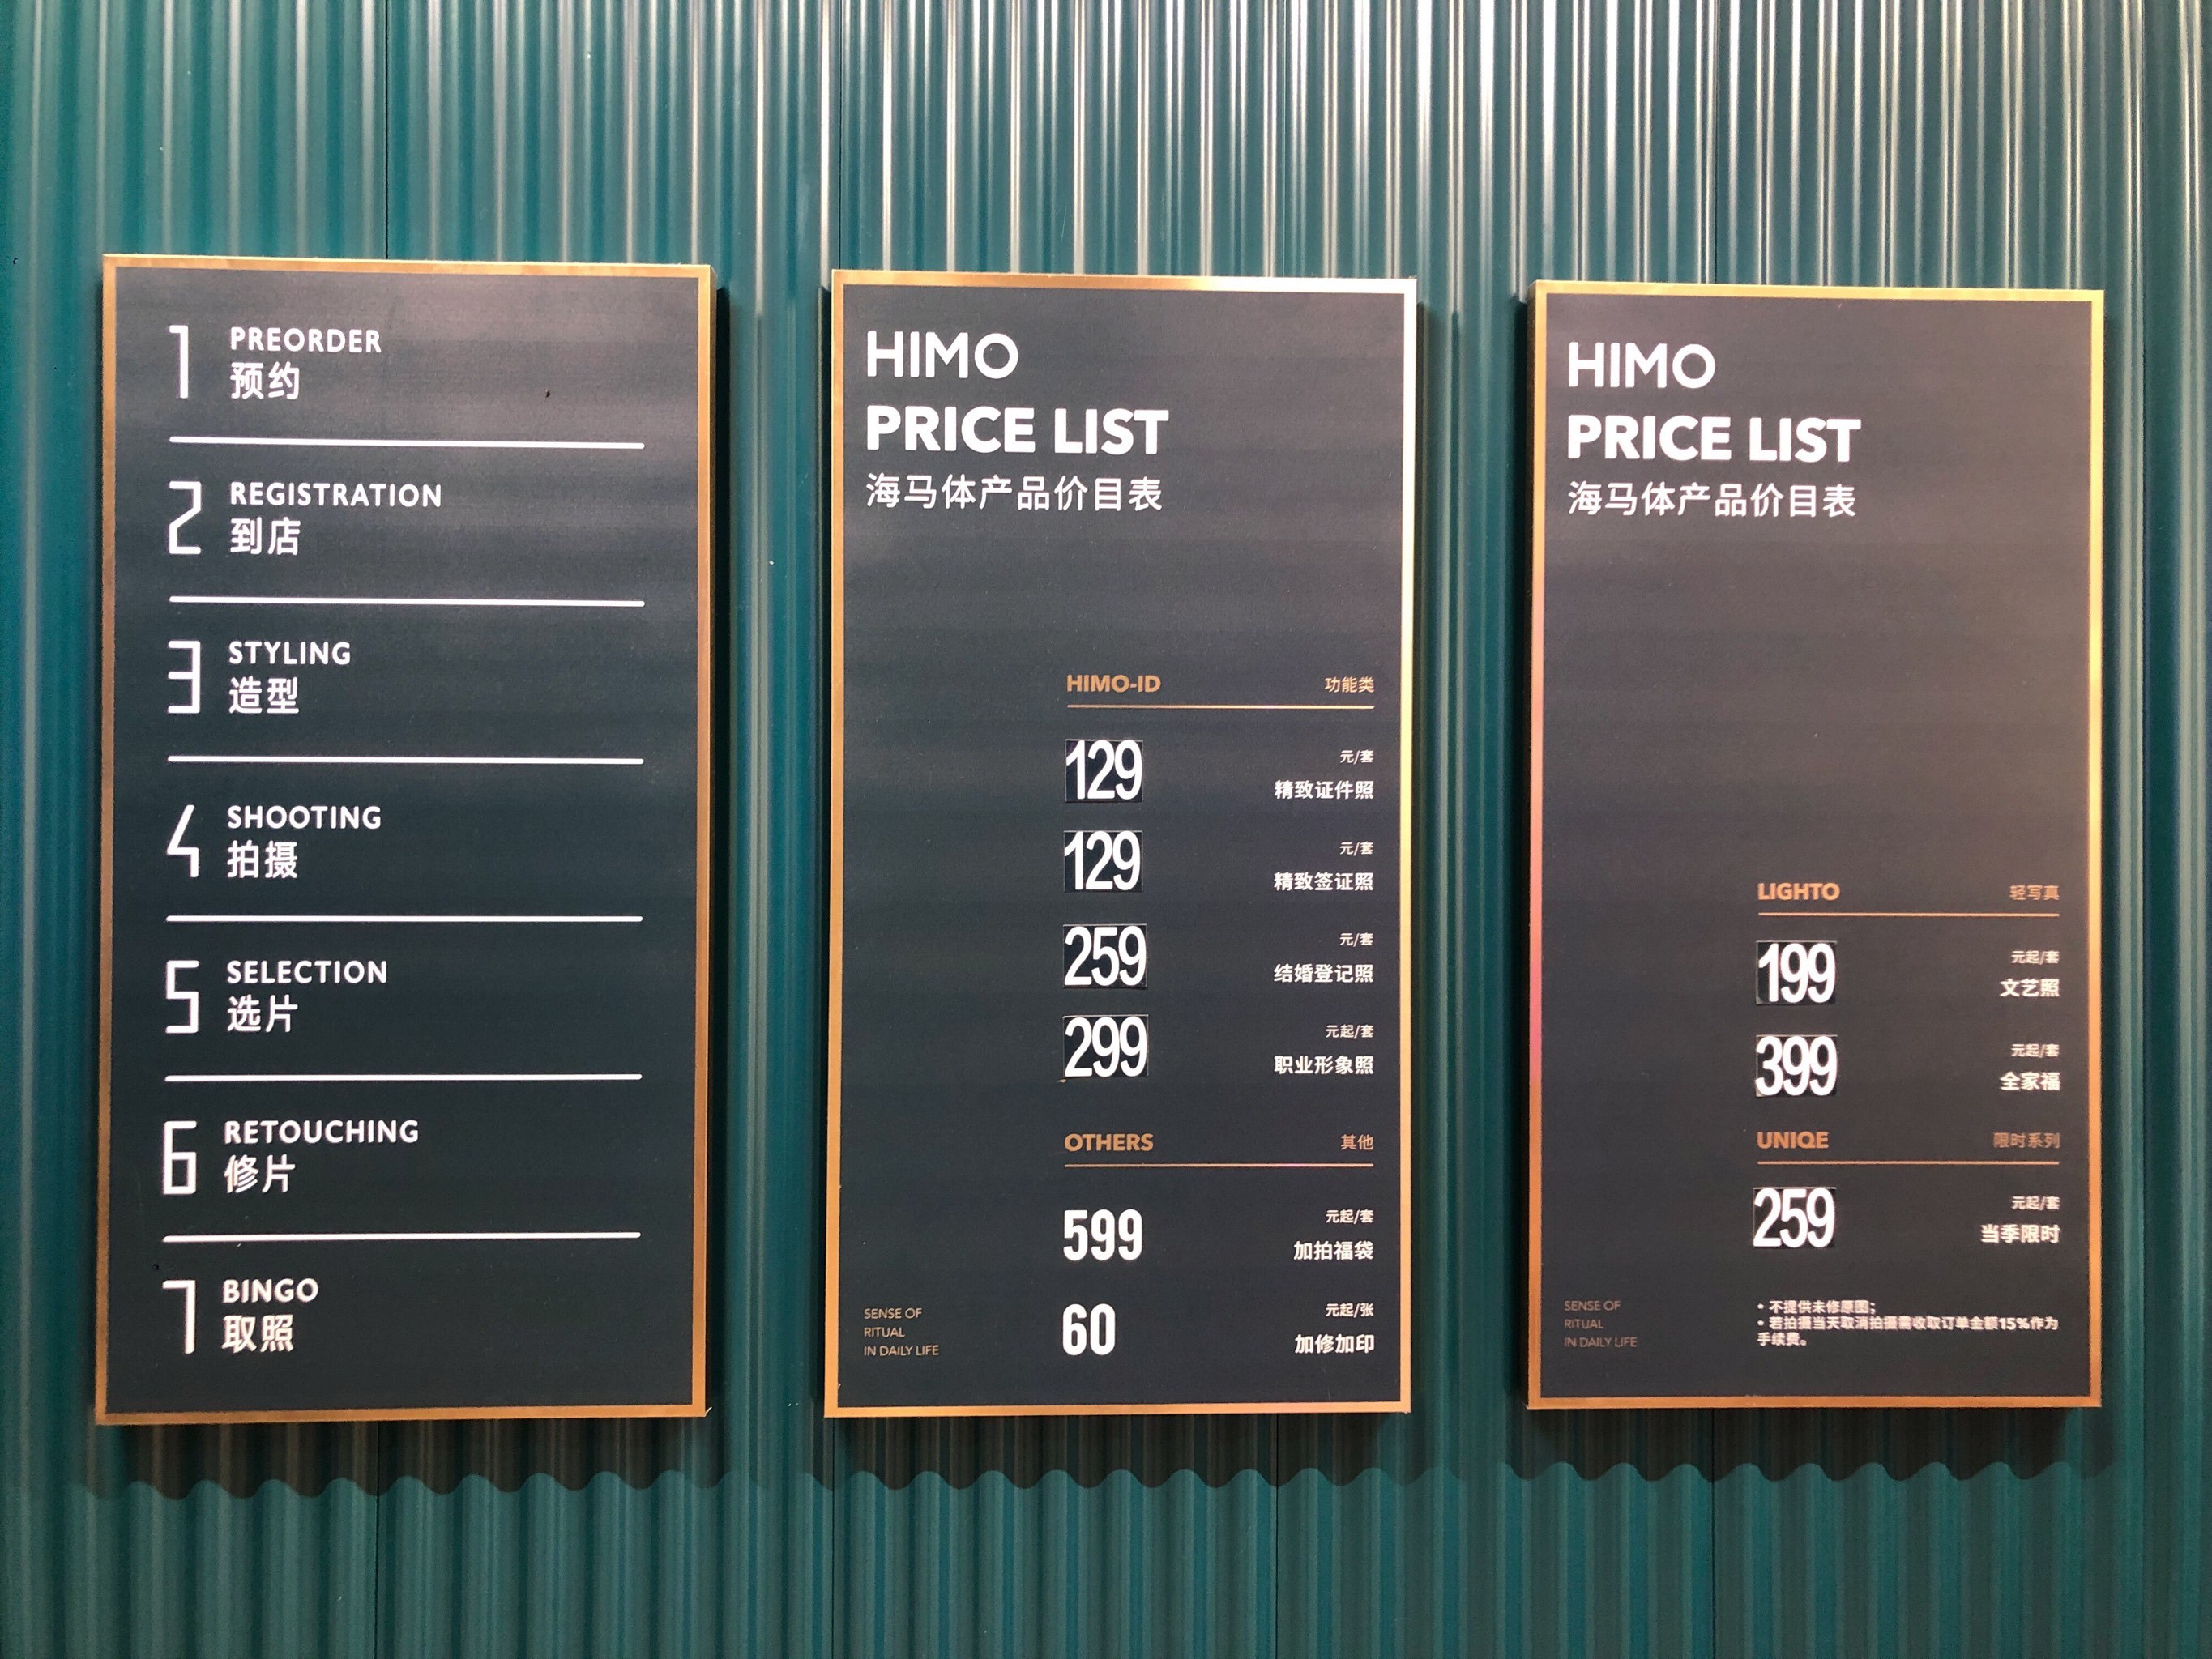 1 PREORDER
预约
2 REGISTRATION
到店
3 STYLING
造型
4 SHOOTING
拍摄
5 SELECTION
选片
6 RETOUCHING
修片
7 BINGO
取照
HIMO
PRICE LIST
海马体产品价目表
HIMO-ID 功能类
129 元/套
精致证件照
129 元/套
精致签证照
259 元/套
结婚登记照
299 元起/套
职业形象照
OTHERS 其他
599 元起/套
加拍福袋
60 元起/张
加修加印
SENSE OF
RITUAL
IN DAILY LIFE
HIMO
PRICE LIST
海马体产品价目表
LIGHTO 轻写真
199 元起/套
文艺照
399 元起/套
全家福
UNIQE 限时系列
259 元起/套
当季限时
• 不提供未修原图；
• 若拍摄当天取消拍摄需收取订单金额15%作为
手续费。
SENSE OF
RITUAL
IN DAILY LIFE